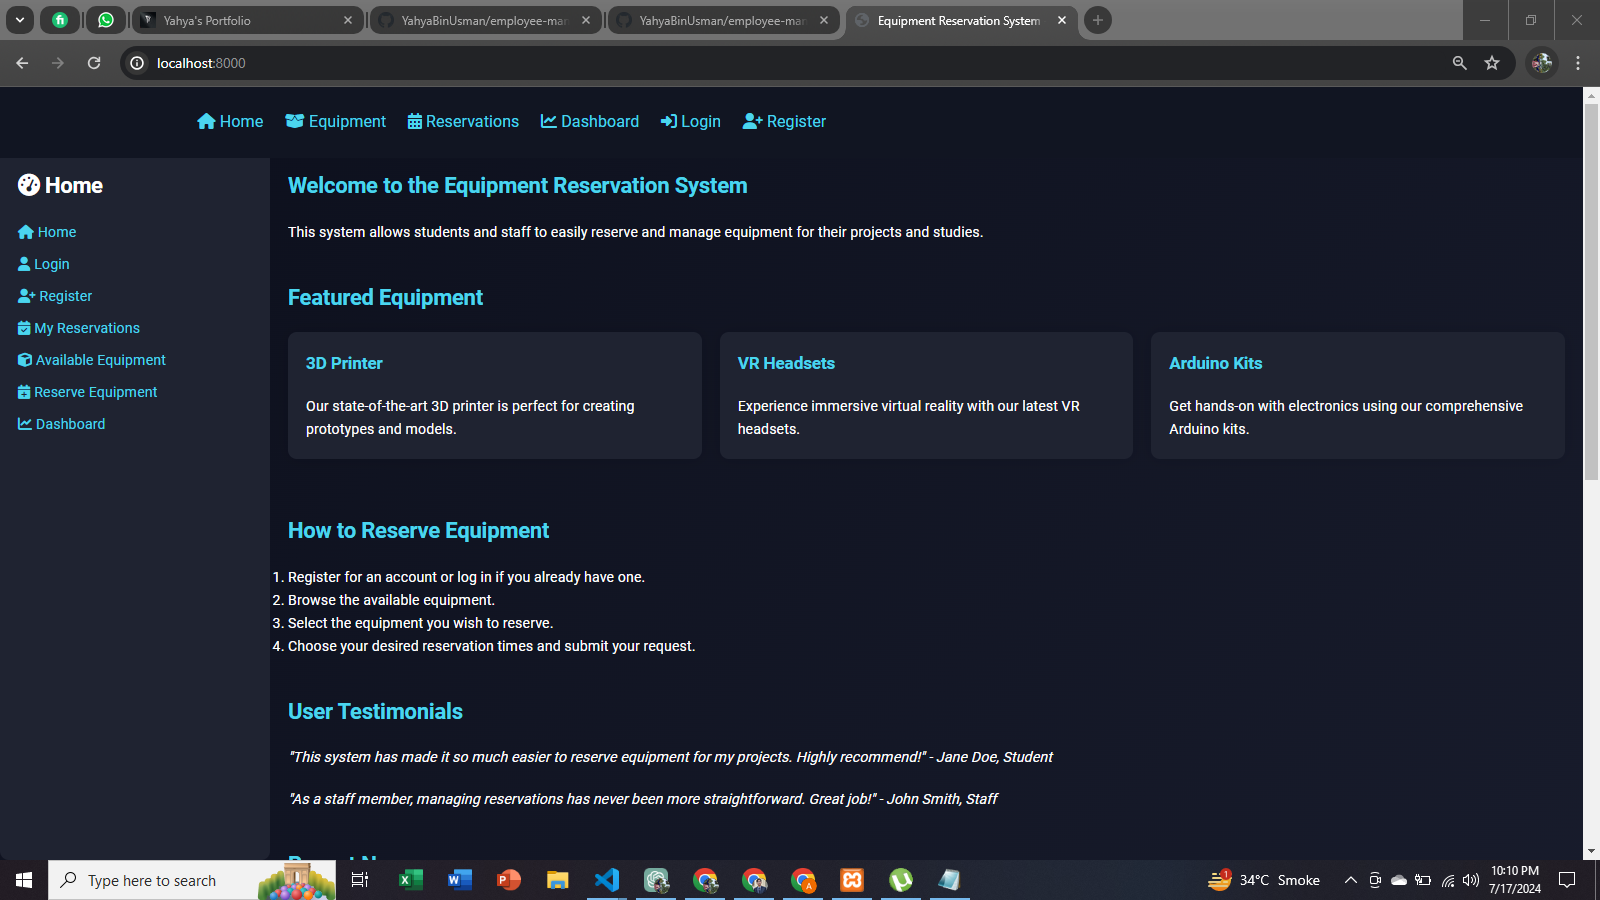 Yahya's Portfolio
YahyaBinUsman/employee-man
YahyaBinUsman/employee-man
Equipment Reservation System
localhost:8000
Home
Equipment
Reservations
Dashboard
Login
Register
Home
Home
Login
Register
My Reservations
Available Equipment
Reserve Equipment
Dashboard
Welcome to the Equipment Reservation System
This system allows students and staff to easily reserve and manage equipment for their projects and studies.
Featured Equipment
3D Printer
Our state-of-the-art 3D printer is perfect for creating
prototypes and models.
VR Headsets
Experience immersive virtual reality with our latest VR
headsets.
Arduino Kits
Get hands-on with electronics using our comprehensive
Arduino kits.
How to Reserve Equipment
1. Register for an account or log in if you already have one.
2. Browse the available equipment.
3. Select the equipment you wish to reserve.
4. Choose your desired reservation times and submit your request.
User Testimonials
"This system has made it so much easier to reserve equipment for my projects. Highly recommend!" - Jane Doe, Student
"As a staff member, managing reservations has never been more straightforward. Great job!" - John Smith, Staff
Type here to search
1
34°C Smoke
10:10 PM
7/17/2024